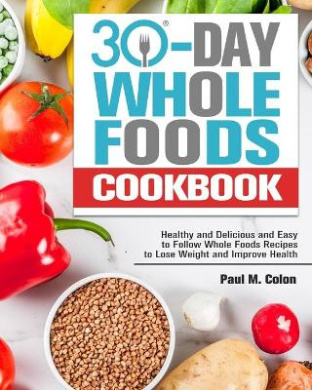 30®-DAY
WHOLE
FOODS
COOKBOOK
Healthy and Delicious and Easy
to Follow Whole Foods Recipes
to Lose Weight and Improve Health
Paul M. Colon